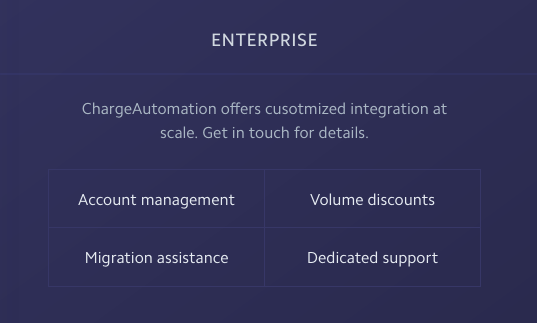 ENTERPRISE
ChargeAutomation offers cusotmized integration at
scale. Get in touch for details.
Account management
Volume discounts
Migration assistance
Dedicated support